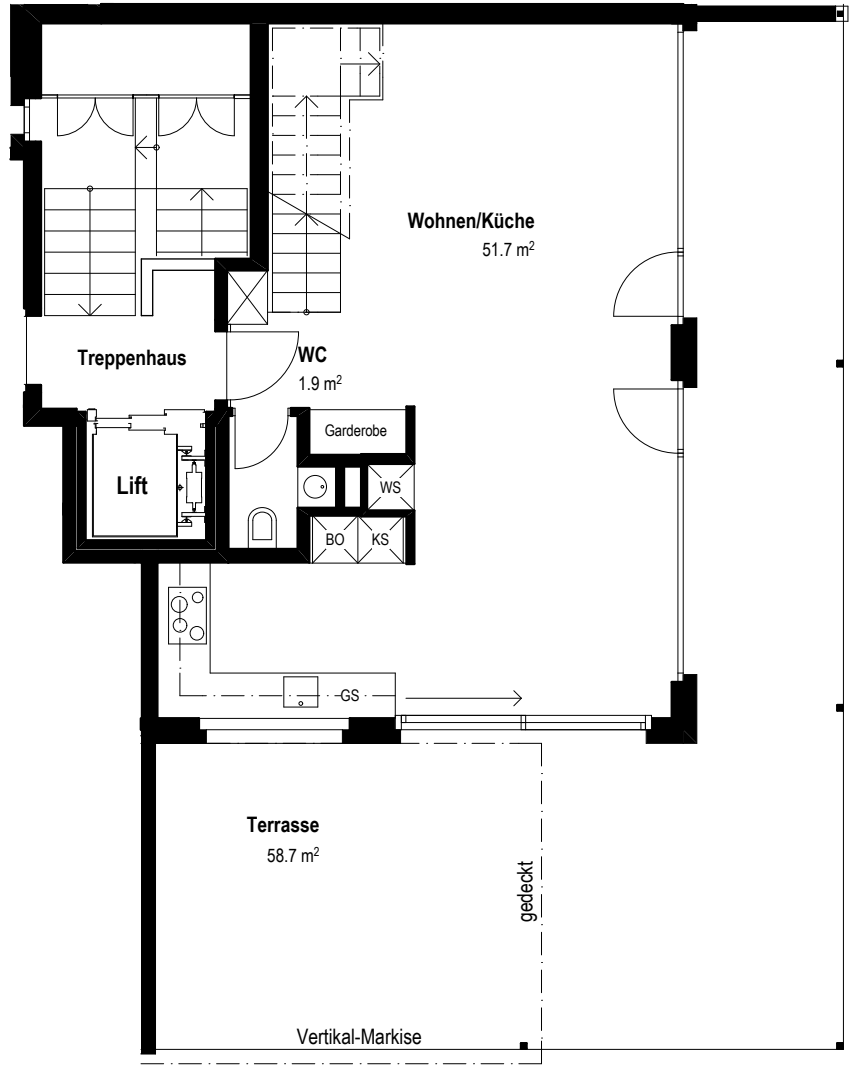 Wohnen/Küche
51.7 m²
Treppenhaus
WC
1.9 m²
Garderobe
Lift
WS
BO
KS
GS
Terrasse
58.7 m²
gedeckt
Vertikal-Markise